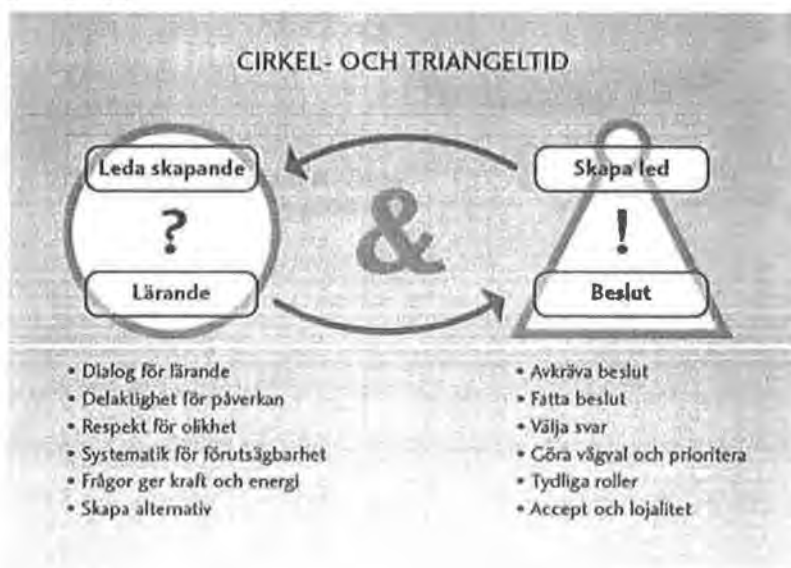 CIRKEL- OCH TRIANGELTID
Leda skapande
?
Lärande
&
Skapa led
!
Beslut
• Dialog för lärande
• Delaktighet för påverkan
• Respekt för olikhet
• Systematik för förutsägbarhet
• Frågor ger kraft och energi
• Skapa alternativ
• Avkräva beslut
• Fatta beslut
• Välja svar
• Göra vägval och prioritera
• Tydliga roller
• Accept och lojalitet